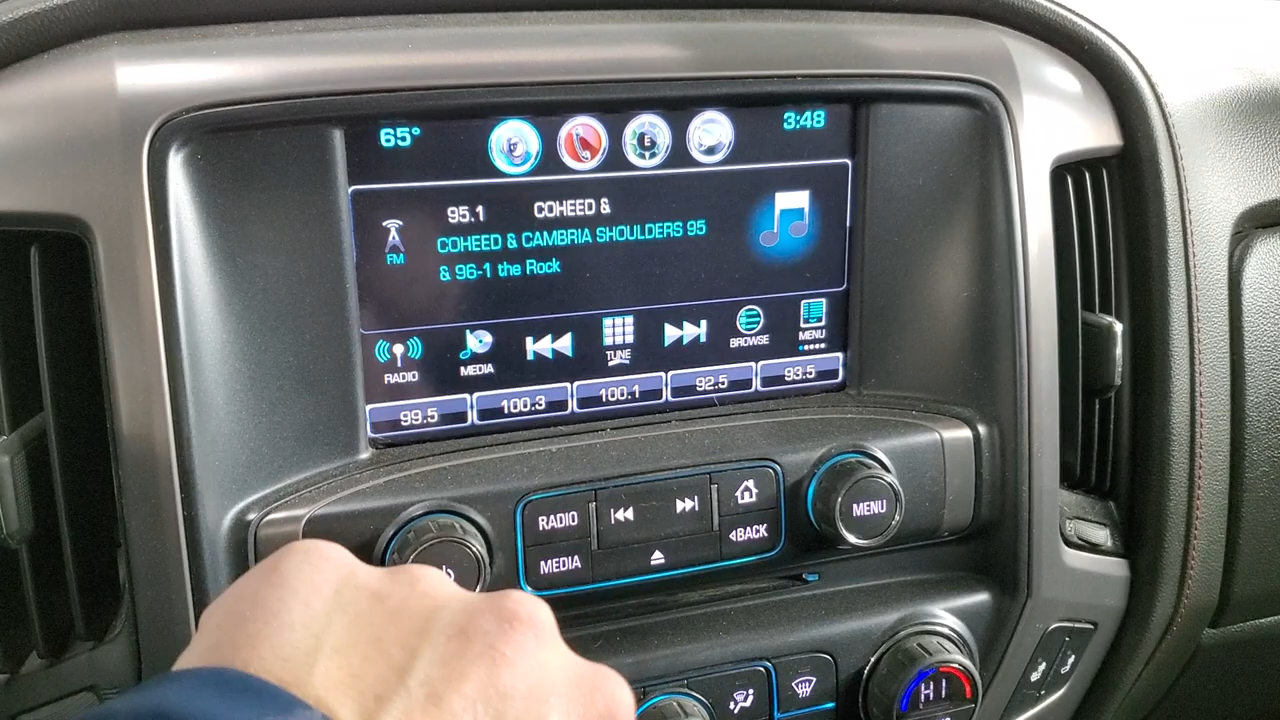 65°
E
3:48
95.1 COHEED &
COHEED & CAMBRIA SHOULDERS 95
& 96-1 the Rock
FM
RADIO
MEDIA
TUNE
BROWSE
MENU
99.5
100.3
100.1
92.5
93.5
RADIO
MEDIA
BACK
MENU
HI